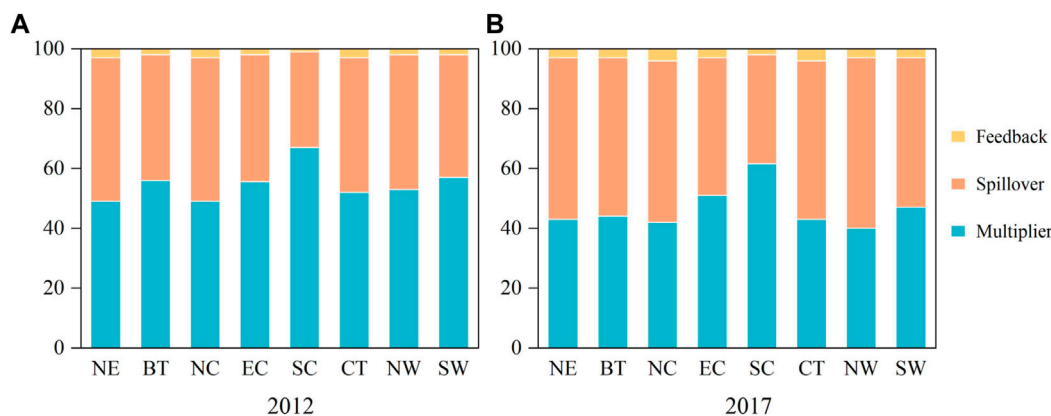 A
100
80
60
40
20
0
NE BT NC EC SC CT NW SW
2012
B
100
80
60
40
20
0
NE BT NC EC SC CT NW SW
2017
Feedback
Spillover
Multiplier